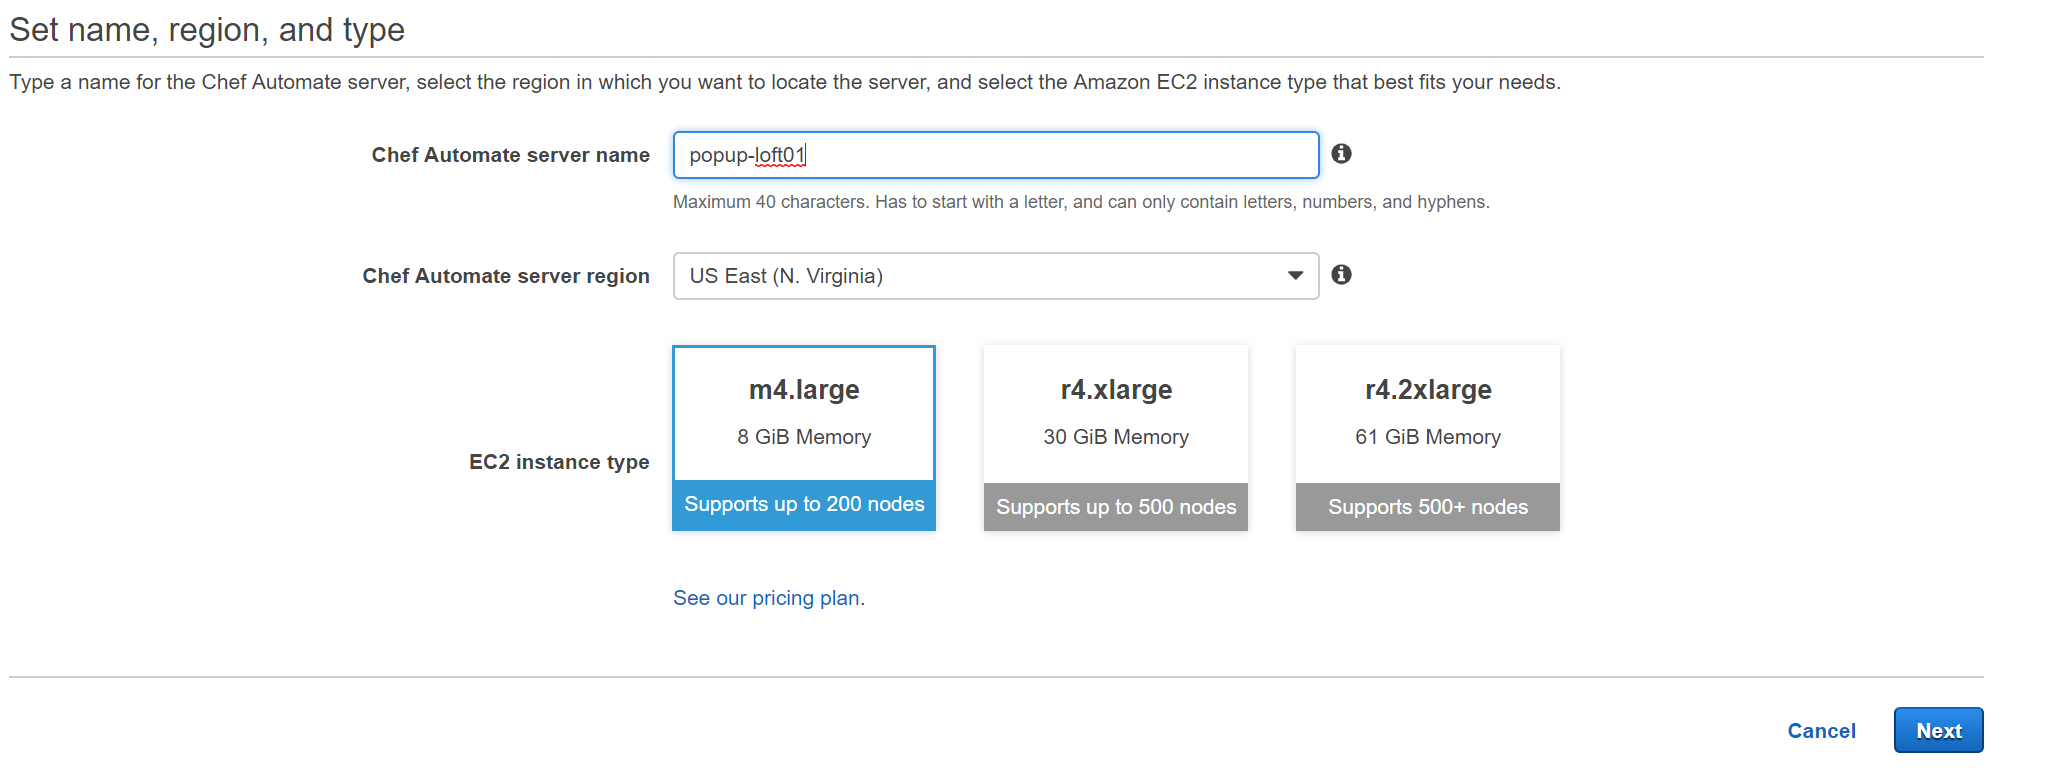 Set name, region, and type
Type a name for the Chef Automate server, select the region in which you want to locate the server, and select the Amazon EC2 instance type that best fits your needs.
Chef Automate server name
popup-loft01
Maximum 40 characters. Has to start with a letter, and can only contain letters, numbers, and hyphens.
Chef Automate server region
US East (N. Virginia)
EC2 instance type
m4.large
8 GiB Memory
Supports up to 200 nodes
r4.xlarge
30 GiB Memory
Supports up to 500 nodes
r4.2xlarge
61 GiB Memory
Supports 500+ nodes
See our pricing plan.
Cancel
Next